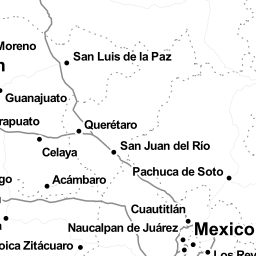 Moreno
San Luis de la Paz
n
Guanajuato
rapuato
Querétaro
Celaya
San Juan del Río
Pachuca de Soto
go
Acámbaro
Cuautitlán
Naucalpan de Juárez
Mexico
oica Zitácuaro
Los Rey